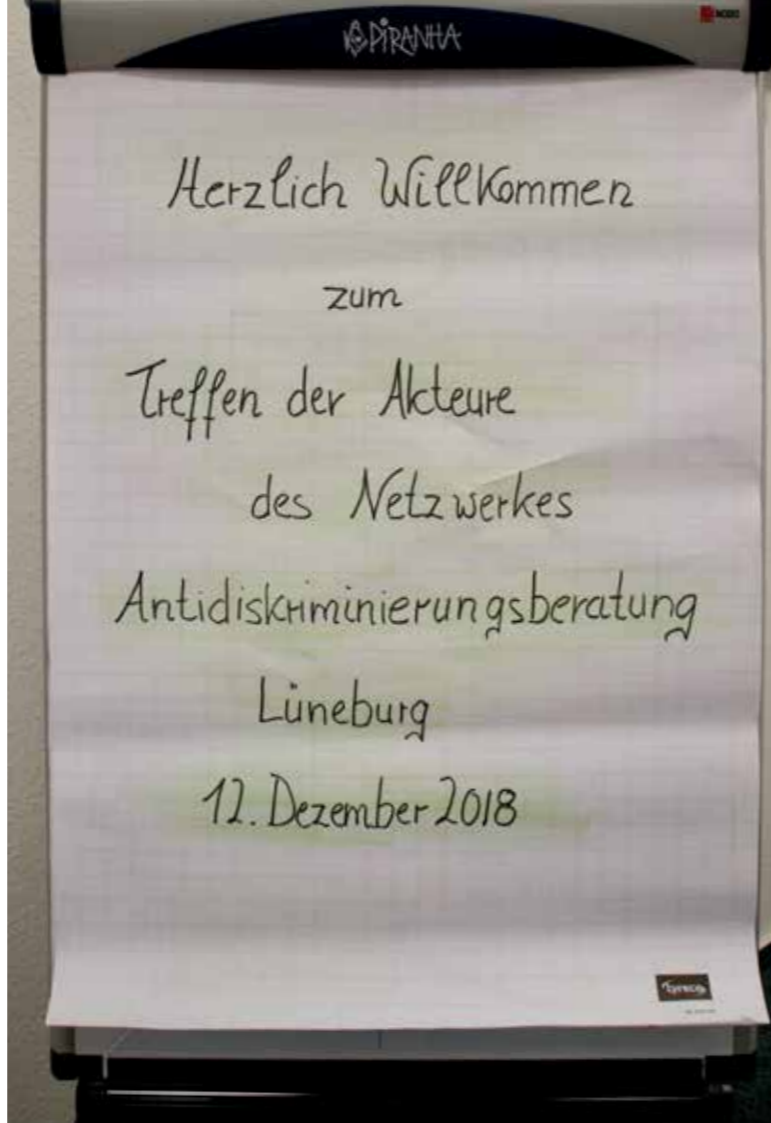 PiRANHA
Herzlich Willkommen
zum
Treffen der Akteure
des Netzwerkes
Antidiskriminierungsberatung
Lüneburg
12. Dezember 2018